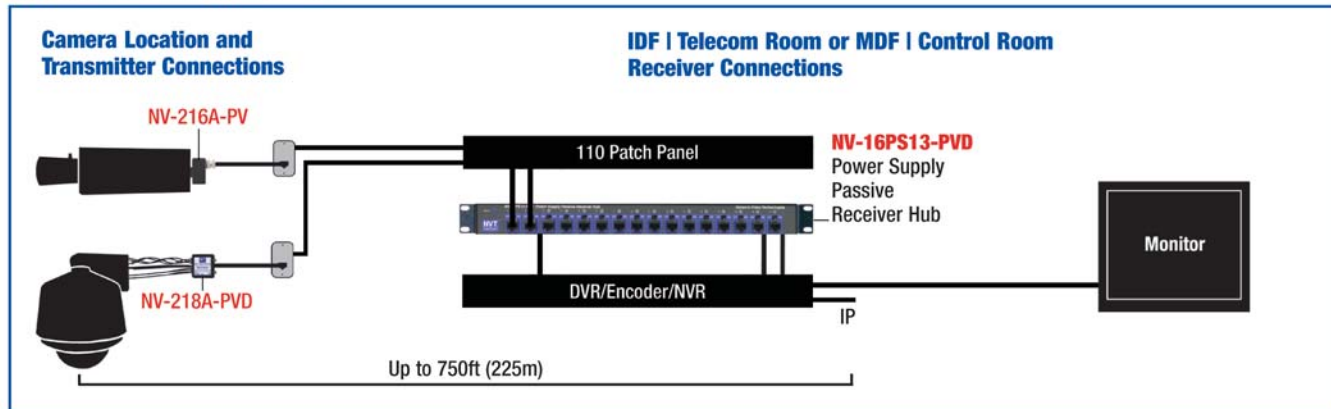 Camera Location and
Transmitter Connections
IDF | Telecom Room or MDF | Control Room
Receiver Connections
NV-216A-PV
110 Patch Panel
NV-16PS13-PVD
Power Supply
Passive
Receiver Hub
NVT
Monitor
NV-218A-PVD
DVR/Encoder/NVR
IP
Up to 750ft (225m)